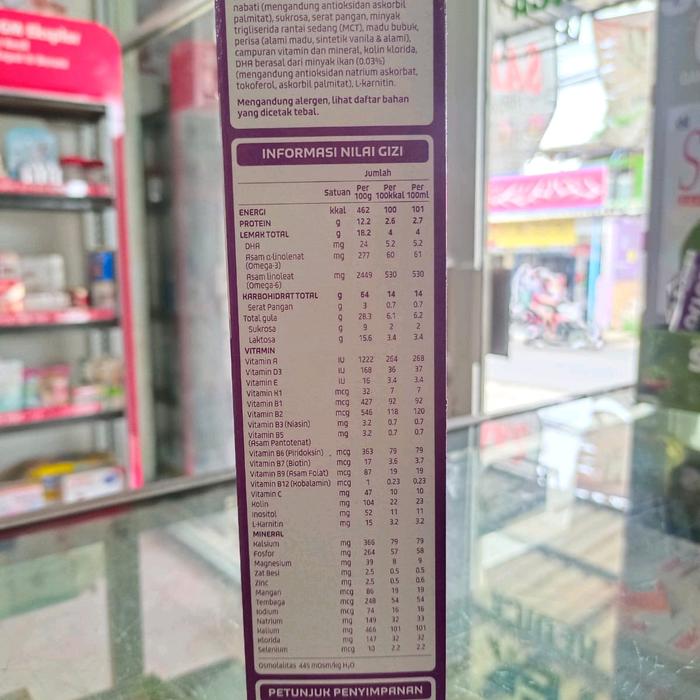 nabati (mengandung antioksidan askorbil
palmitat), sukrosa, serat pangan, minyak
trigliserida rantai sedang (MCT), madu bubuk,
perisa (alami madu, sintetik vanila & alami),
campuran vitamin dan mineral, kolin klorida,
DHA berasal dari minyak ikan (0.03%)
(mengandung antioksidan natrium askorbat,
tokoferol, askorbil palmitat), L-karnitin.
Mengandung alergen, lihat daftar bahan
yang dicetak tebal.
INFORMASI NILAI GIZI
Jumlah
Satuan Per 100g Per 100kkal Per 100ml
ENERGI kkal 462 100 101
PROTEIN g 12.2 2.6 2.7
LEMAK TOTAL g 18.2 4 4
DHA mg 24 5.2 5.2
Asam α-linolenat mg 277 60 61
(Omega-3)
Asam linoleat mg 2449 530 530
(Omega-6)
KARBOHIDRAT TOTAL g 64 14 14
Serat Pangan g 3 0.7 0.7
Total gula g 28.3 6.1 6.2
Sukrosa g 9 2 2
Laktosa g 15.6 3.4 3.4
VITAMIN
Vitamin A IU 1222 264 268
Vitamin D3 IU 168 36 37
Vitamin E IU 16 3.4 3.4
Vitamin K1 mcg 32 7 7
Vitamin B1 mcg 427 92 92
Vitamin B2 mcg 546 118 120
Vitamin B3 (Niasin) mg 3.2 0.7 0.7
Vitamin B5 mg 3.2 0.7 0.7
(Asam Pantotenat)
Vitamin B6 (Piridoksin) mcg 363 79 79
Vitamin B7 (Biotin) mcg 17 3.6 3.7
Vitamin B9 (Asam Folat) mcg 87 19 19
Vitamin B12 (Kobalamin) mcg 1 0.23 0.23
Vitamin C mg 47 10 10
Kolin mg 104 22 23
Inositol mg 52 11 11
L-Karnitin mg 15 3.2 3.2
MINERAL
Kalsium mg 366 79 79
Fosfor mg 264 57 58
Magnesium mg 39 8 9
Zat Besi mg 2.5 0.5 0.5
Zinc mg 2.5 0.5 0.6
Mangan mcg 86 19 19
Tembaga mcg 248 54 54
Iodium mcg 74 16 16
Natrium mg 149 32 33
Kalium mg 466 101 101
Klorida mg 147 32 32
Selenium mcg 10 2.2 2.2
Osmolalitas 445 mOsm/kg H₂O
PETUNJUK PENYIMPANAN